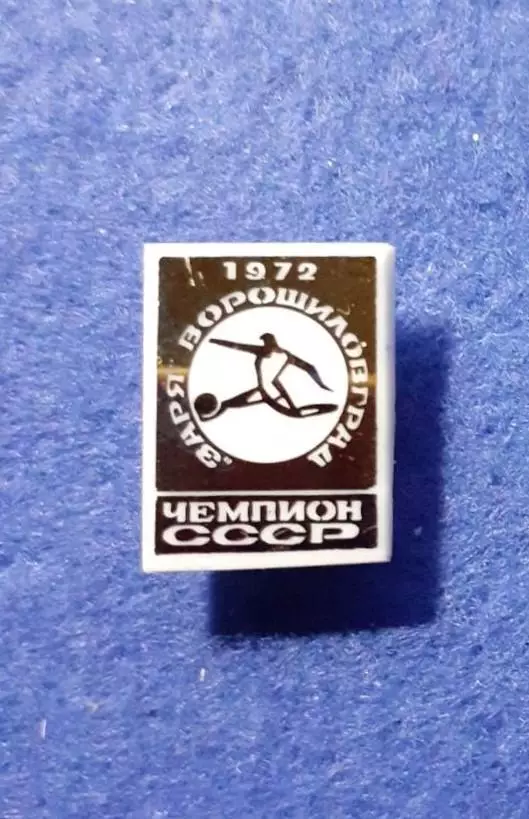 1972
"ЗАРЯ" ВОРОШИЛОВГРАД
ЧЕМПИОН
СССР